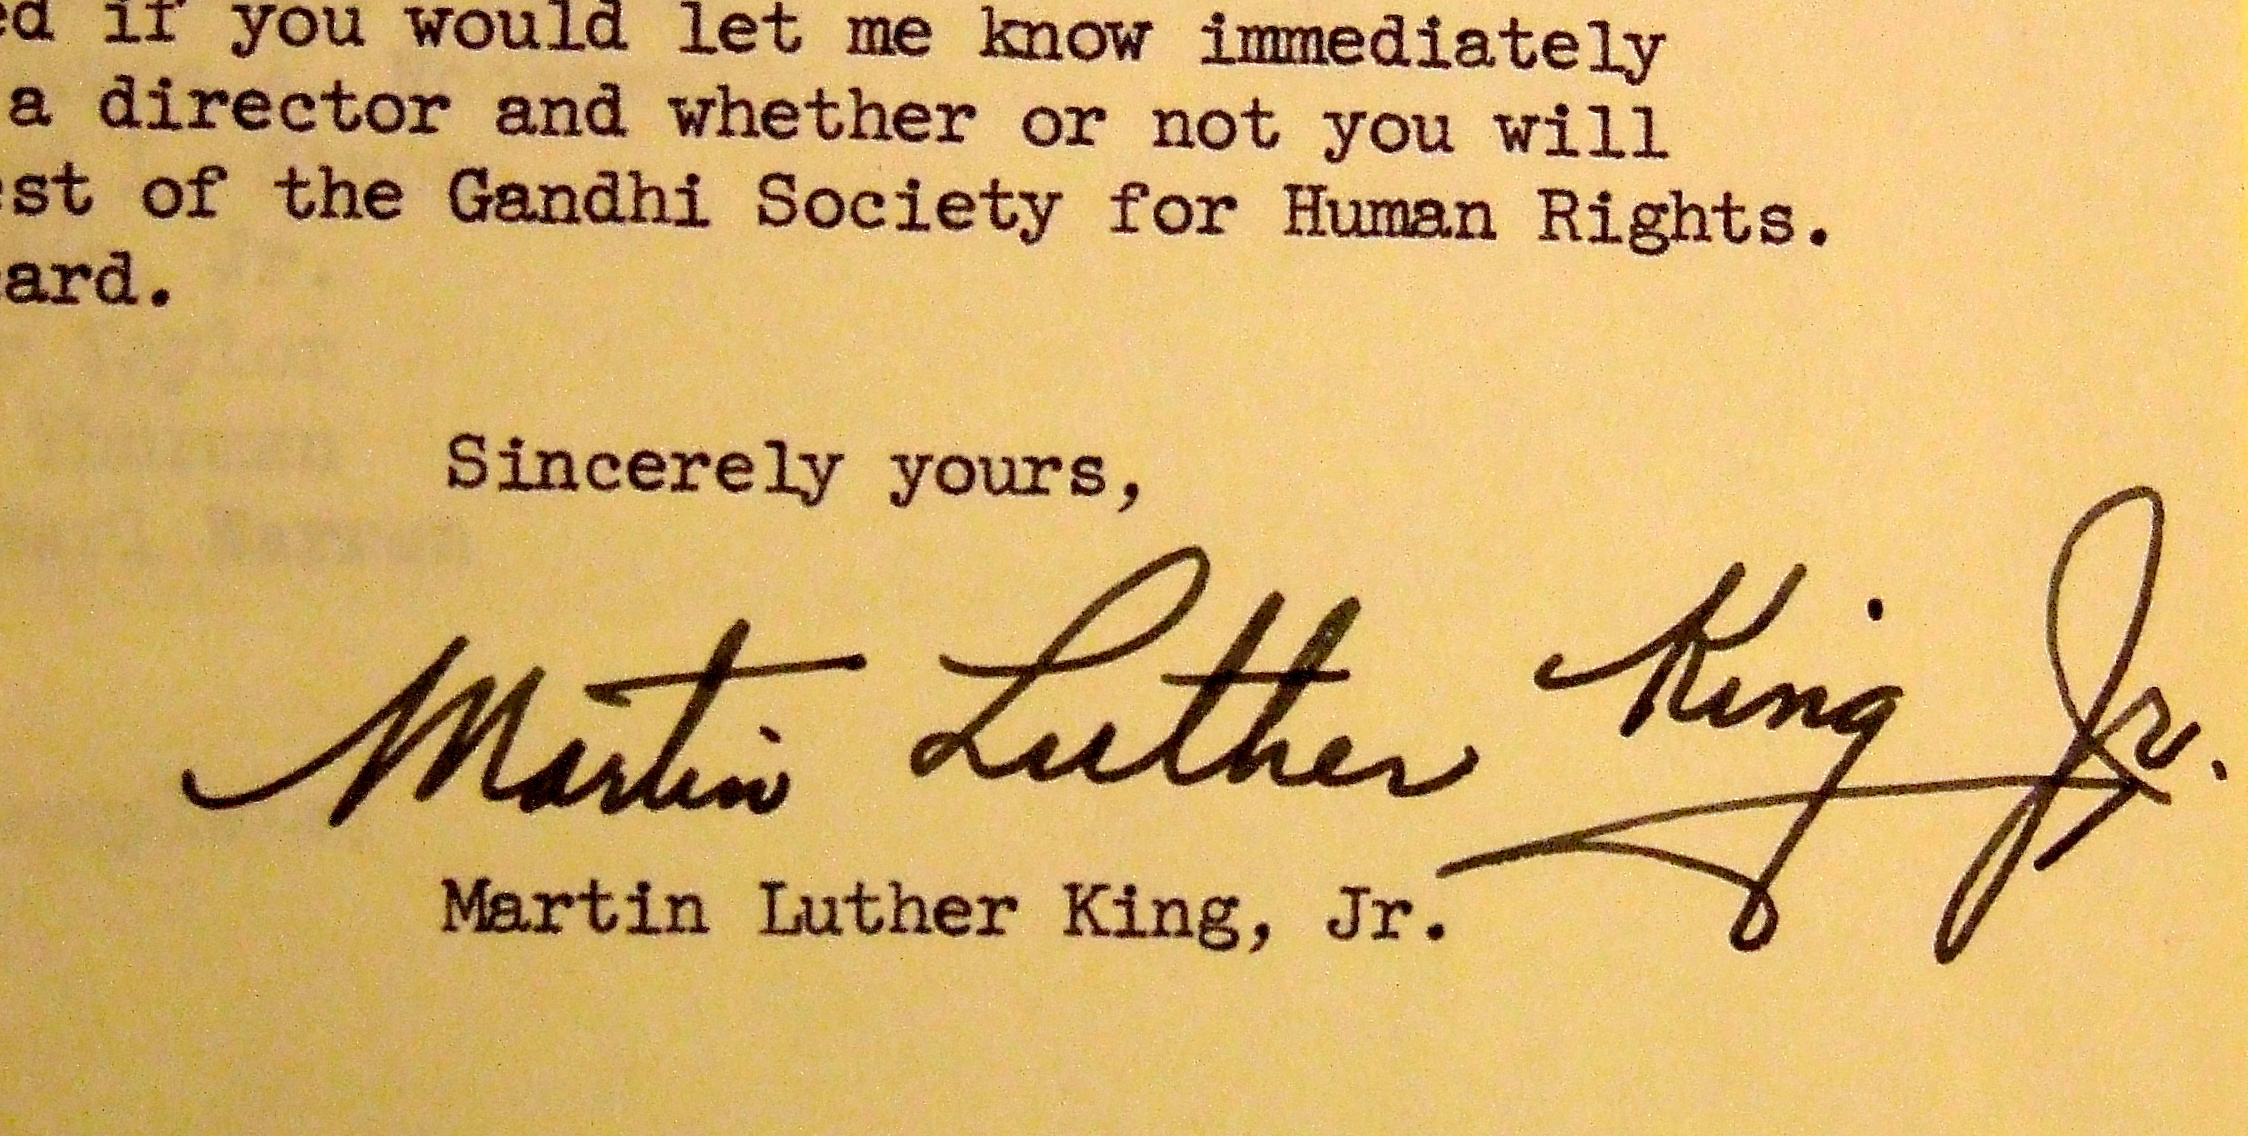 if you would let me know immediately
a director and whether or not you will
of the Gandhi Society for Human Rights.
Sincerely yours,
Martin Luther King Jr.
Martin Luther King, Jr.